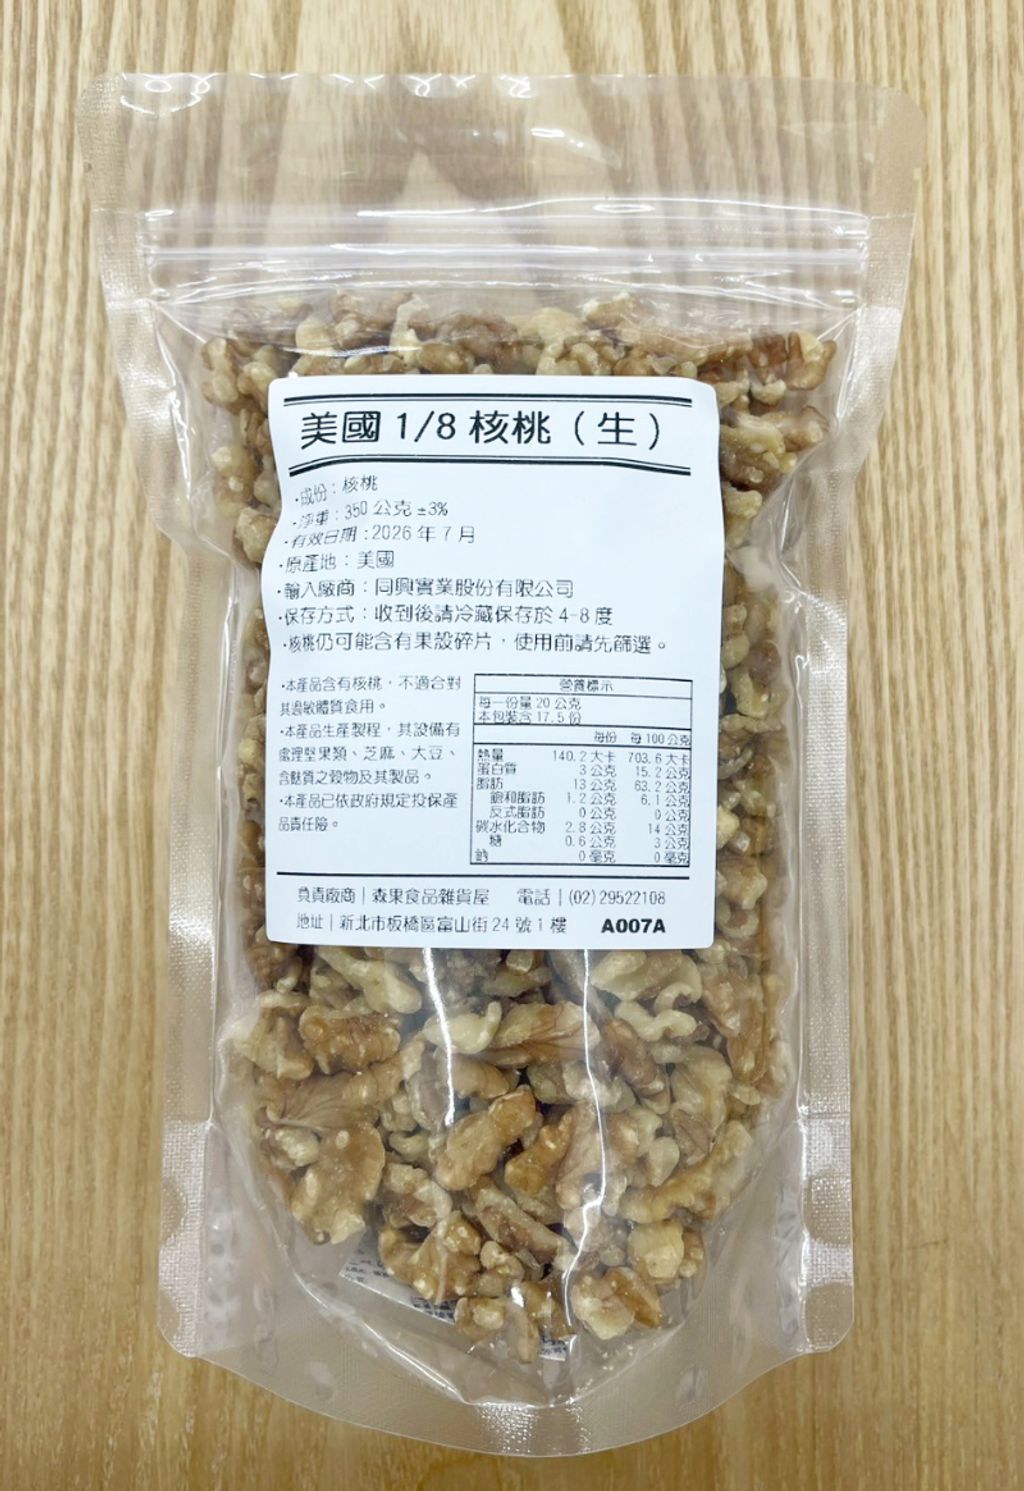 美國 1/8 核桃（生）
·成份：核桃
·淨重：350 公克 ±3%
·有效日期：2026 年 7 月
·原產地：美國
·輸入廠商：同興實業股份有限公司
·保存方式：收到後請冷藏保存於 4-8 度
·核桃仍可能含有果殼碎片，使用前請先篩選。
·本產品含有核桃，不適合對
其過敏體質食用。
·本產品生產製程，其設備有
處理堅果類、芝麻、大豆、
含麩質之穀物及其製品。
·本產品已依政府規定投保產
品責任險。
營養標示
每一份量 20 公克
本包裝含 17.5 份
每份 每 100 公克
熱量 140.2 大卡 703.6 大卡
蛋白質 3 公克 15.2 公克
脂肪 13 公克 63.2 公克
飽和脂肪 1.2 公克 6.1 公克
反式脂肪 0 公克 0 公克
碳水化合物 2.8 公克 14 公克
糖 0.6 公克 3 公克
鈉 0 毫克 0 毫克
負責廠商｜森果食品雜貨屋 電話｜(02)29522108
地址｜新北市板橋區富山街 24 號 1 樓 A007A